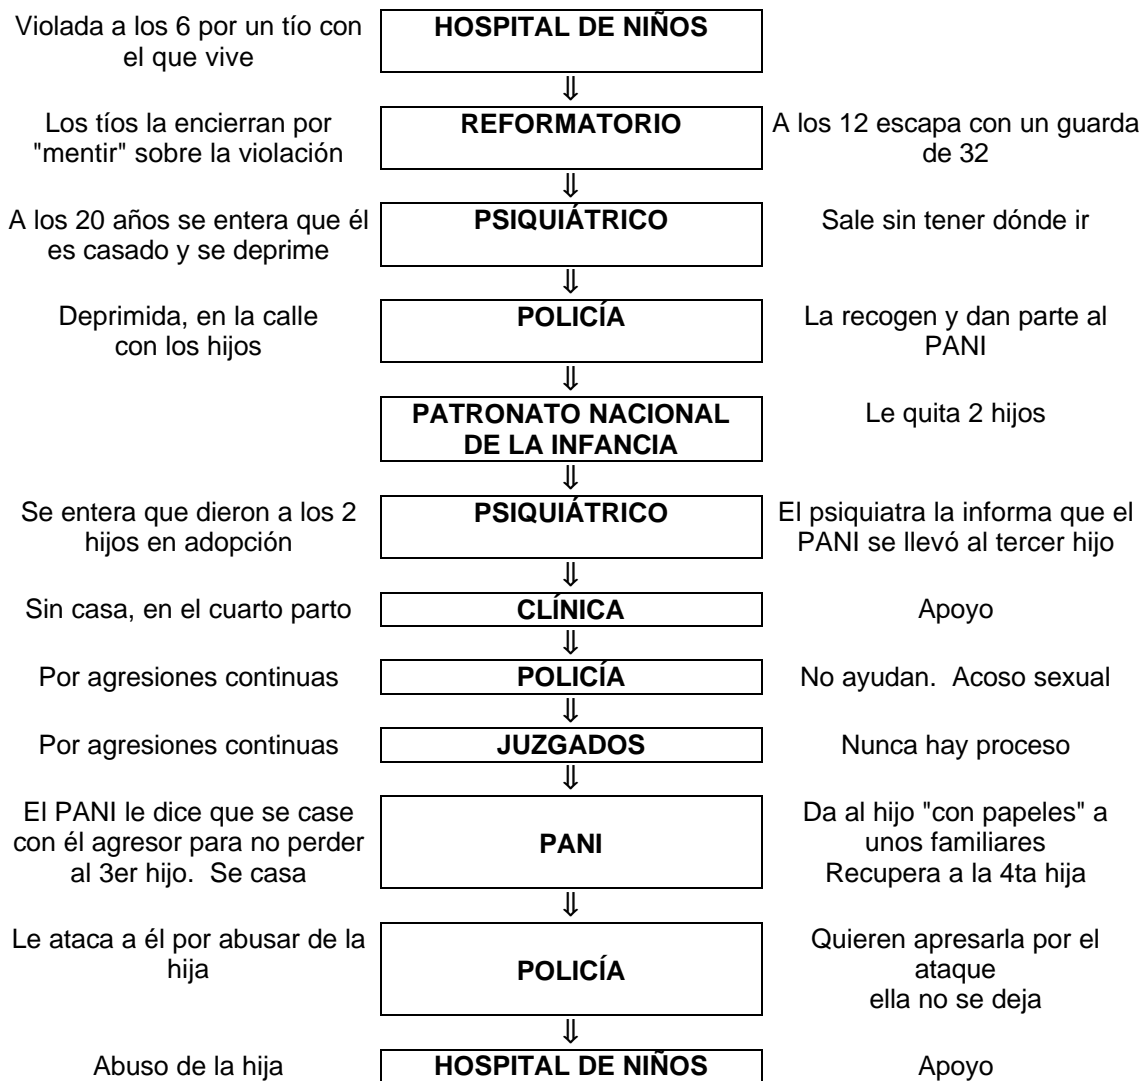 Violada a los 6 por un tío con
el que vive
HOSPITAL DE NIÑOS
⇓
Los tíos la encierran por
"mentir" sobre la violación
REFORMATORIO
A los 12 escapa con un guarda
de 32
⇓
A los 20 años se entera que él
es casado y se deprime
PSIQUIÁTRICO
Sale sin tener dónde ir
⇓
Deprimida, en la calle
con los hijos
POLICÍA
La recogen y dan parte al
PANI
⇓
PATRONATO NACIONAL
DE LA INFANCIA
Le quita 2 hijos
⇓
Se entera que dieron a los 2
hijos en adopción
PSIQUIÁTRICO
El psiquiatra la informa que el
PANI se llevó al tercer hijo
⇓
Sin casa, en el cuarto parto
CLÍNICA
Apoyo
⇓
Por agresiones continuas
POLICÍA
No ayudan. Acoso sexual
⇓
Por agresiones continuas
JUZGADOS
Nunca hay proceso
⇓
El PANI le dice que se case
con él agresor para no perder
al 3er hijo. Se casa
PANI
Da al hijo "con papeles" a
unos familiares
Recupera a la 4ta hija
⇓
Le ataca a él por abusar de la
hija
POLICÍA
Quieren apresarla por el
ataque
ella no se deja
⇓
Abuso de la hija
HOSPITAL DE NIÑOS
Apoyo